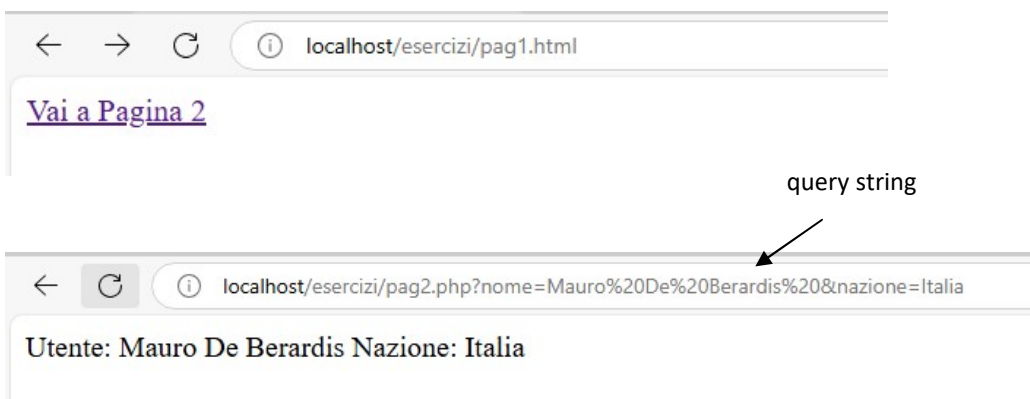 localhost/esercizi/pag1.html
Vai a Pagina 2
query string
localhost/esercizi/pag2.php?nome=Mauro%20De%20Berardis%20&nazione=Italia
Utente: Mauro De Berardis Nazione: Italia